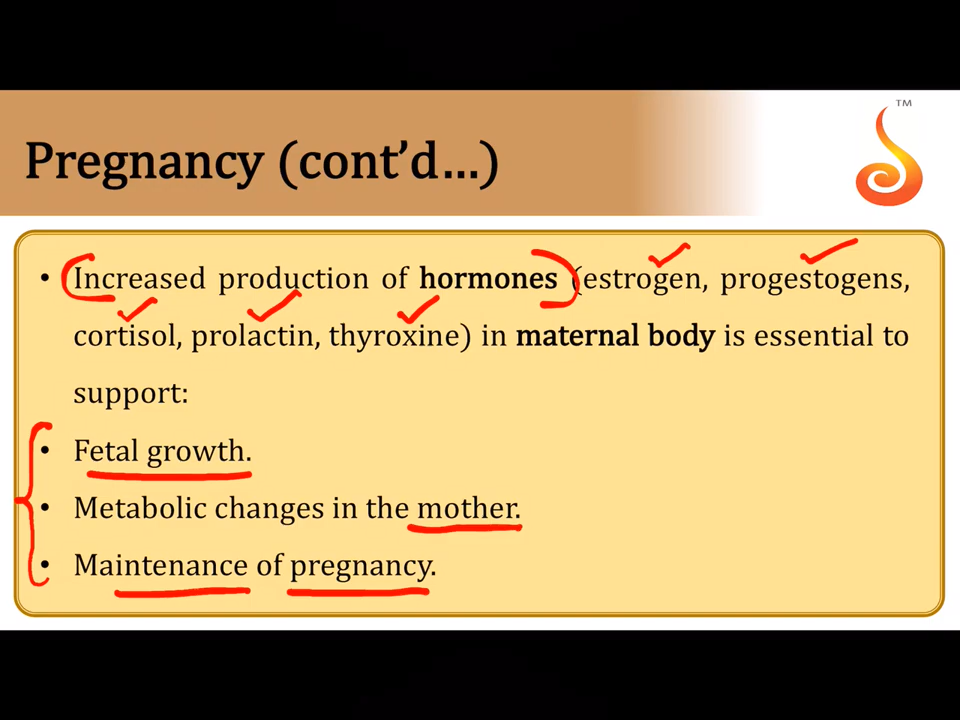 TM
Pregnancy (cont’d…)
• Increased production of hormones (estrogen, progestogens,
cortisol, prolactin, thyroxine) in maternal body is essential to
support:
• Fetal growth.
• Metabolic changes in the mother.
• Maintenance of pregnancy.